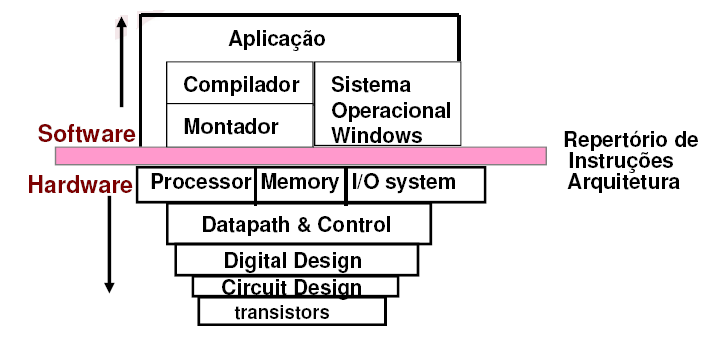 Aplicação
Compilador
Montador
Sistema
Operacional
Windows
Software
Repertório de
Instruções
Arquitetura
Hardware
Processor
Memory
I/O system
Datapath & Control
Digital Design
Circuit Design
transistors